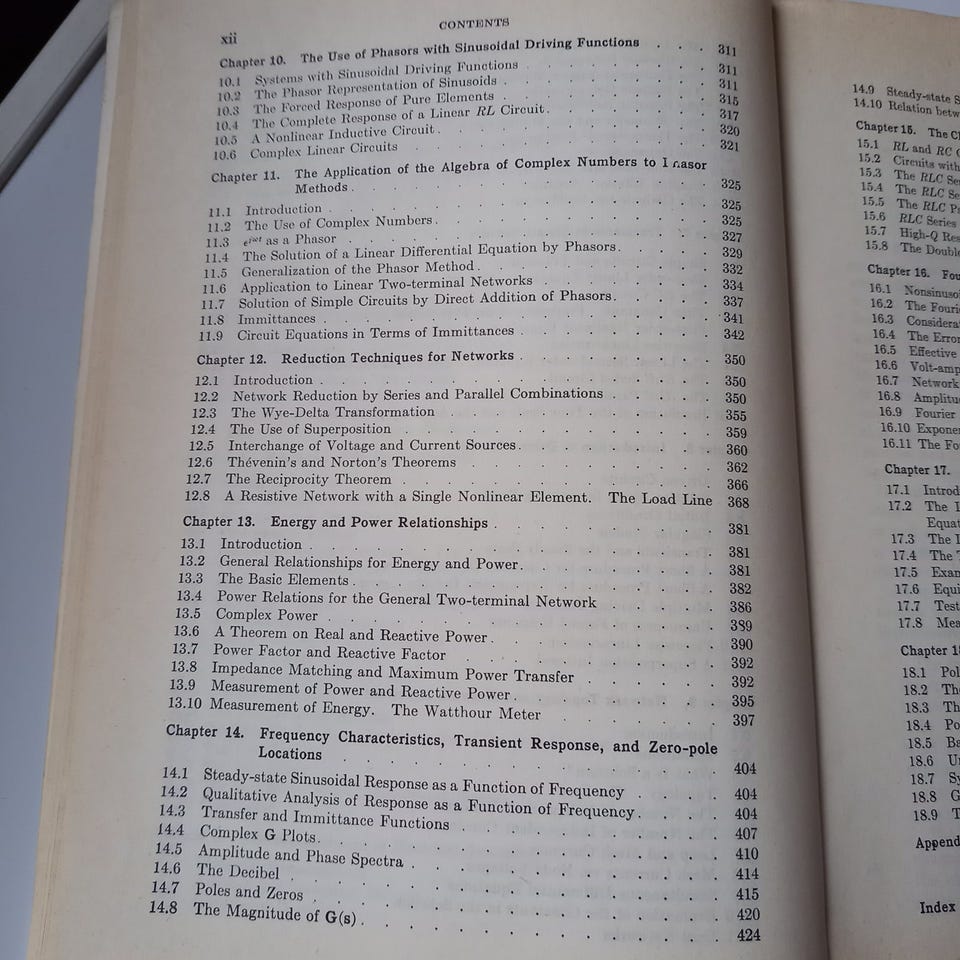 xii
CONTENTS
Chapter 10. The Use of Phasors with Sinusoidal Driving Functions . . . 311
10.1 Systems with Sinusoidal Driving Functions . . . . . . . . 311
10.2 The Phasor Representation of Sinusoids . . . . . . . . . 311
10.3 The Forced Response of Pure Elements . . . . . . . . . 315
10.4 The Complete Response of a Linear RL Circuit . . . . . . . 317
10.5 A Nonlinear Inductive Circuit . . . . . . . . . . . 320
10.6 Complex Linear Circuits . . . . . . . . . . . . 321
Chapter 11. The Application of the Algebra of Complex Numbers to Phasor
Methods . . . . . . . . . . . . . . . 325
11.1 Introduction . . . . . . . . . . . . . . . 325
11.2 The Use of Complex Numbers . . . . . . . . . . . 325
11.3 as a Phasor . . . . . . . . . . . . . . 327
11.4 The Solution of a Linear Differential Equation by Phasors . . . . 329
11.5 Generalization of the Phasor Method . . . . . . . . . 332
11.6 Application to Linear Two-terminal Networks . . . . . . . 334
11.7 Solution of Simple Circuits by Direct Addition of Phasors . . . . 337
11.8 Immittances . . . . . . . . . . . . . . . 341
11.9 Circuit Equations in Terms of Immittances . . . . . . . . 342
Chapter 12. Reduction Techniques for Networks . . . . . . . . 350
12.1 Introduction . . . . . . . . . . . . . . . 350
12.2 Network Reduction by Series and Parallel Combinations . . . . 350
12.3 The Wye-Delta Transformation . . . . . . . . . . 355
12.4 The Use of Superposition . . . . . . . . . . . . 359
12.5 Interchange of Voltage and Current Sources . . . . . . . . 360
12.6 Thévenin's and Norton's Theorems . . . . . . . . . 362
12.7 The Reciprocity Theorem . . . . . . . . . . . . 366
12.8 A Resistive Network with a Single Nonlinear Element. The Load Line 368
Chapter 13. Energy and Power Relationships . . . . . . . . . 381
13.1 Introduction . . . . . . . . . . . . . . . 381
13.2 General Relationships for Energy and Power . . . . . . . . 381
13.3 The Basic Elements . . . . . . . . . . . . . 382
13.4 Power Relations for the General Two-terminal Network . . . . 386
13.5 Complex Power . . . . . . . . . . . . . . 389
13.6 A Theorem on Real and Reactive Power . . . . . . . . . 390
13.7 Power Factor and Reactive Factor . . . . . . . . . . 392
13.8 Impedance Matching and Maximum Power Transfer . . . . . 392
13.9 Measurement of Power and Reactive Power . . . . . . . . 395
13.10 Measurement of Energy. The Watthour Meter . . . . . . 397
Chapter 14. Frequency Characteristics, Transient Response, and Zero-pole
Locations . . . . . . . . . . . . . . 404
14.1 Steady-state Sinusoidal Response as a Function of Frequency . . . 404
14.2 Qualitative Analysis of Response as a Function of Frequency . . . 404
14.3 Transfer and Immittance Functions . . . . . . . . . 407
14.4 Complex G Plots . . . . . . . . . . . . . . 410
14.5 Amplitude and Phase Spectra . . . . . . . . . . . 414
14.6 The Decibel . . . . . . . . . . . . . . . 415
14.7 Poles and Zeros . . . . . . . . . . . . . . 420
14.8 The Magnitude of G(s) . . . . . . . . . . . . . 424
14.9 Steady-state
14.10 Relation
Chapter 15. The
15.1 RL and RC
15.2 Circuits
15.3 The RLC
15.4 The RLC
15.5 The RLC
15.6 RLC Series
15.7 High-Q
15.8 The
Chapter 16.
16.1
16.2 The
16.3
16.4 The
16.5 Effective
16.6
16.7 Network
16.8
16.9 Fourier
16.10
16.11 The
Chapter 17.
17.1
17.2 The
17.3 The
17.4 The
17.5
17.6
17.7
17.8
Chapter
18.1
18.2
18.3
18.4
18.5
18.6
18.7
18.8
18.9
Index